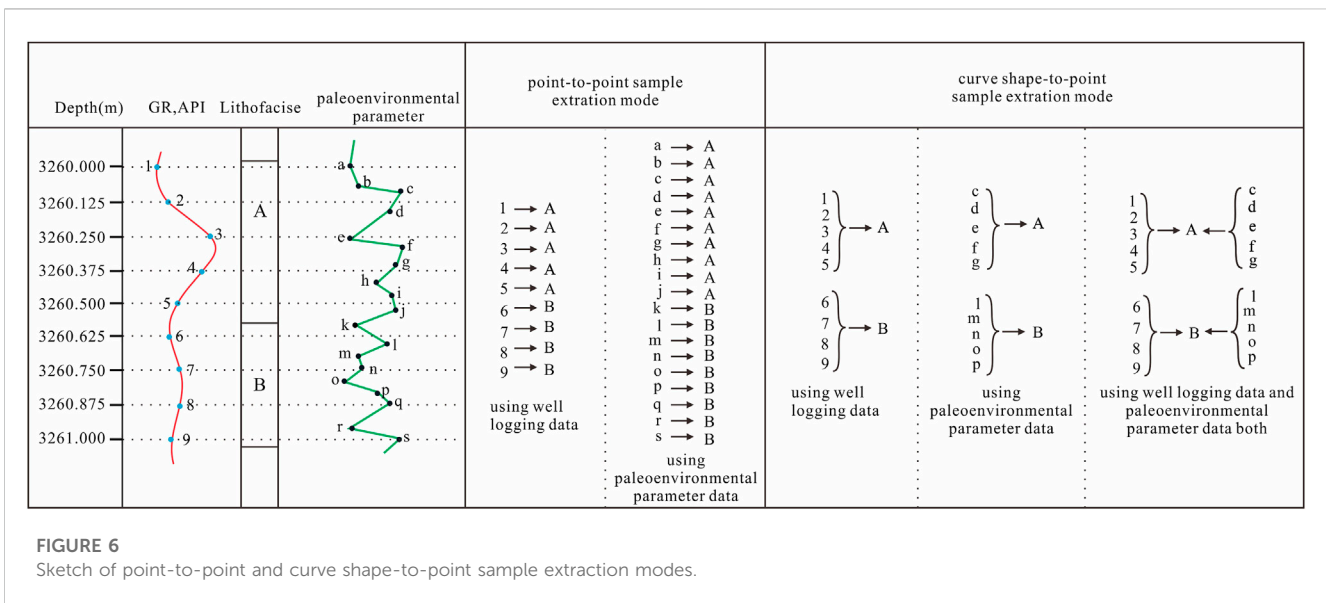 Depth(m)
GR,API
Lithofacise
paleoenvironmental
parameter
point-to-point sample
extration mode
curve shape-to-point
sample extration mode
3260.000
3260.125
3260.250
3260.375
3260.500
3260.625
3260.750
3260.875
3261.000
1
2
3
4
5
6
7
8
9
A
B
a
b
c
d
e
f
g
h
i
j
k
l
m
n
o
p
q
r
s
1 → A
2 → A
3 → A
4 → A
5 → A
6 → B
7 → B
8 → B
9 → B
using well
logging data
a → A
b → A
c → A
d → A
e → A
f → A
g → A
h → A
i → A
j → A
k → B
l → B
m → B
n → B
o → B
p → B
q → B
r → B
s → B
using
paleoenvironmental
parameter data
1
2
3
4
5
→ A
6
7
8
9
→ B
using well
logging data
c
d
e
f
g
→ A
l
m
n
o
p
→ B
using
paleoenvironmental
parameter data
1
2
3
4
5
→ A ←
c
d
e
f
g
6
7
8
9
→ B ←
l
m
n
o
p
using well logging data and
paleoenvironmental
parameter data both
FIGURE 6
Sketch of point-to-point and curve shape-to-point sample extraction modes.